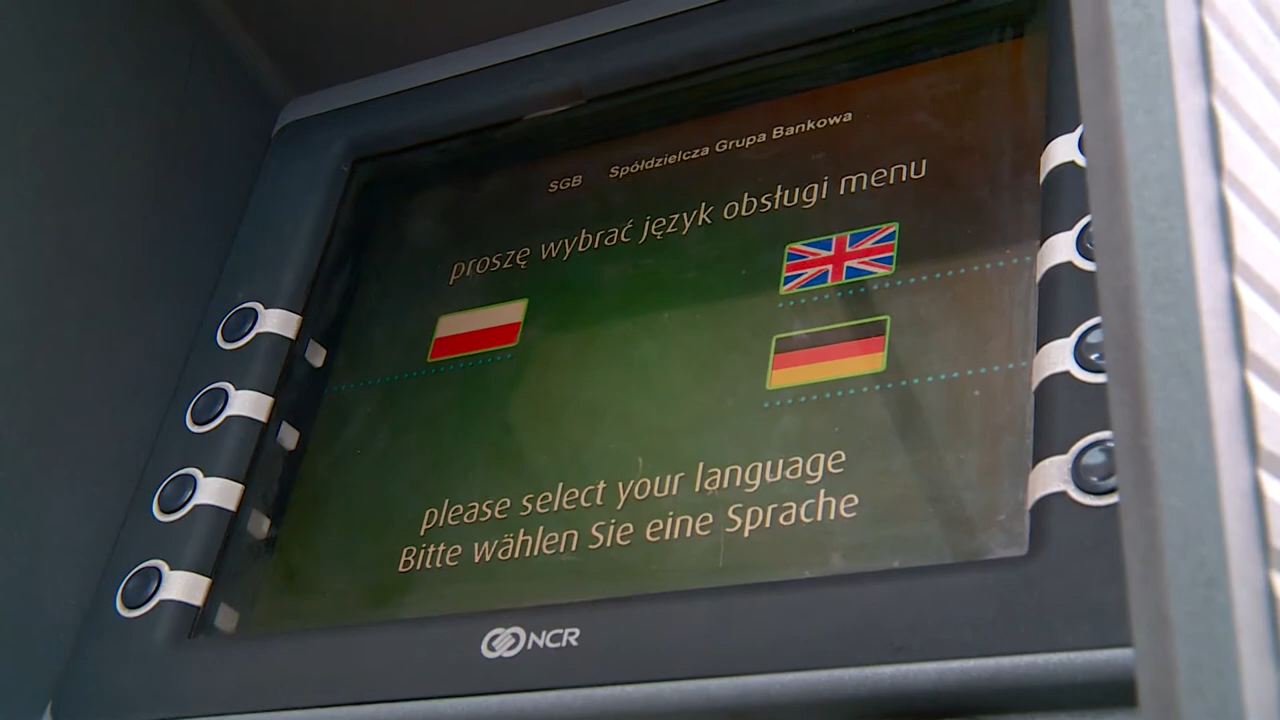 SGB Spółdzielcza Grupa Bankowa
proszę wybrać język obsługi menu
please select your language
Bitte wählen Sie eine Sprache
NCR